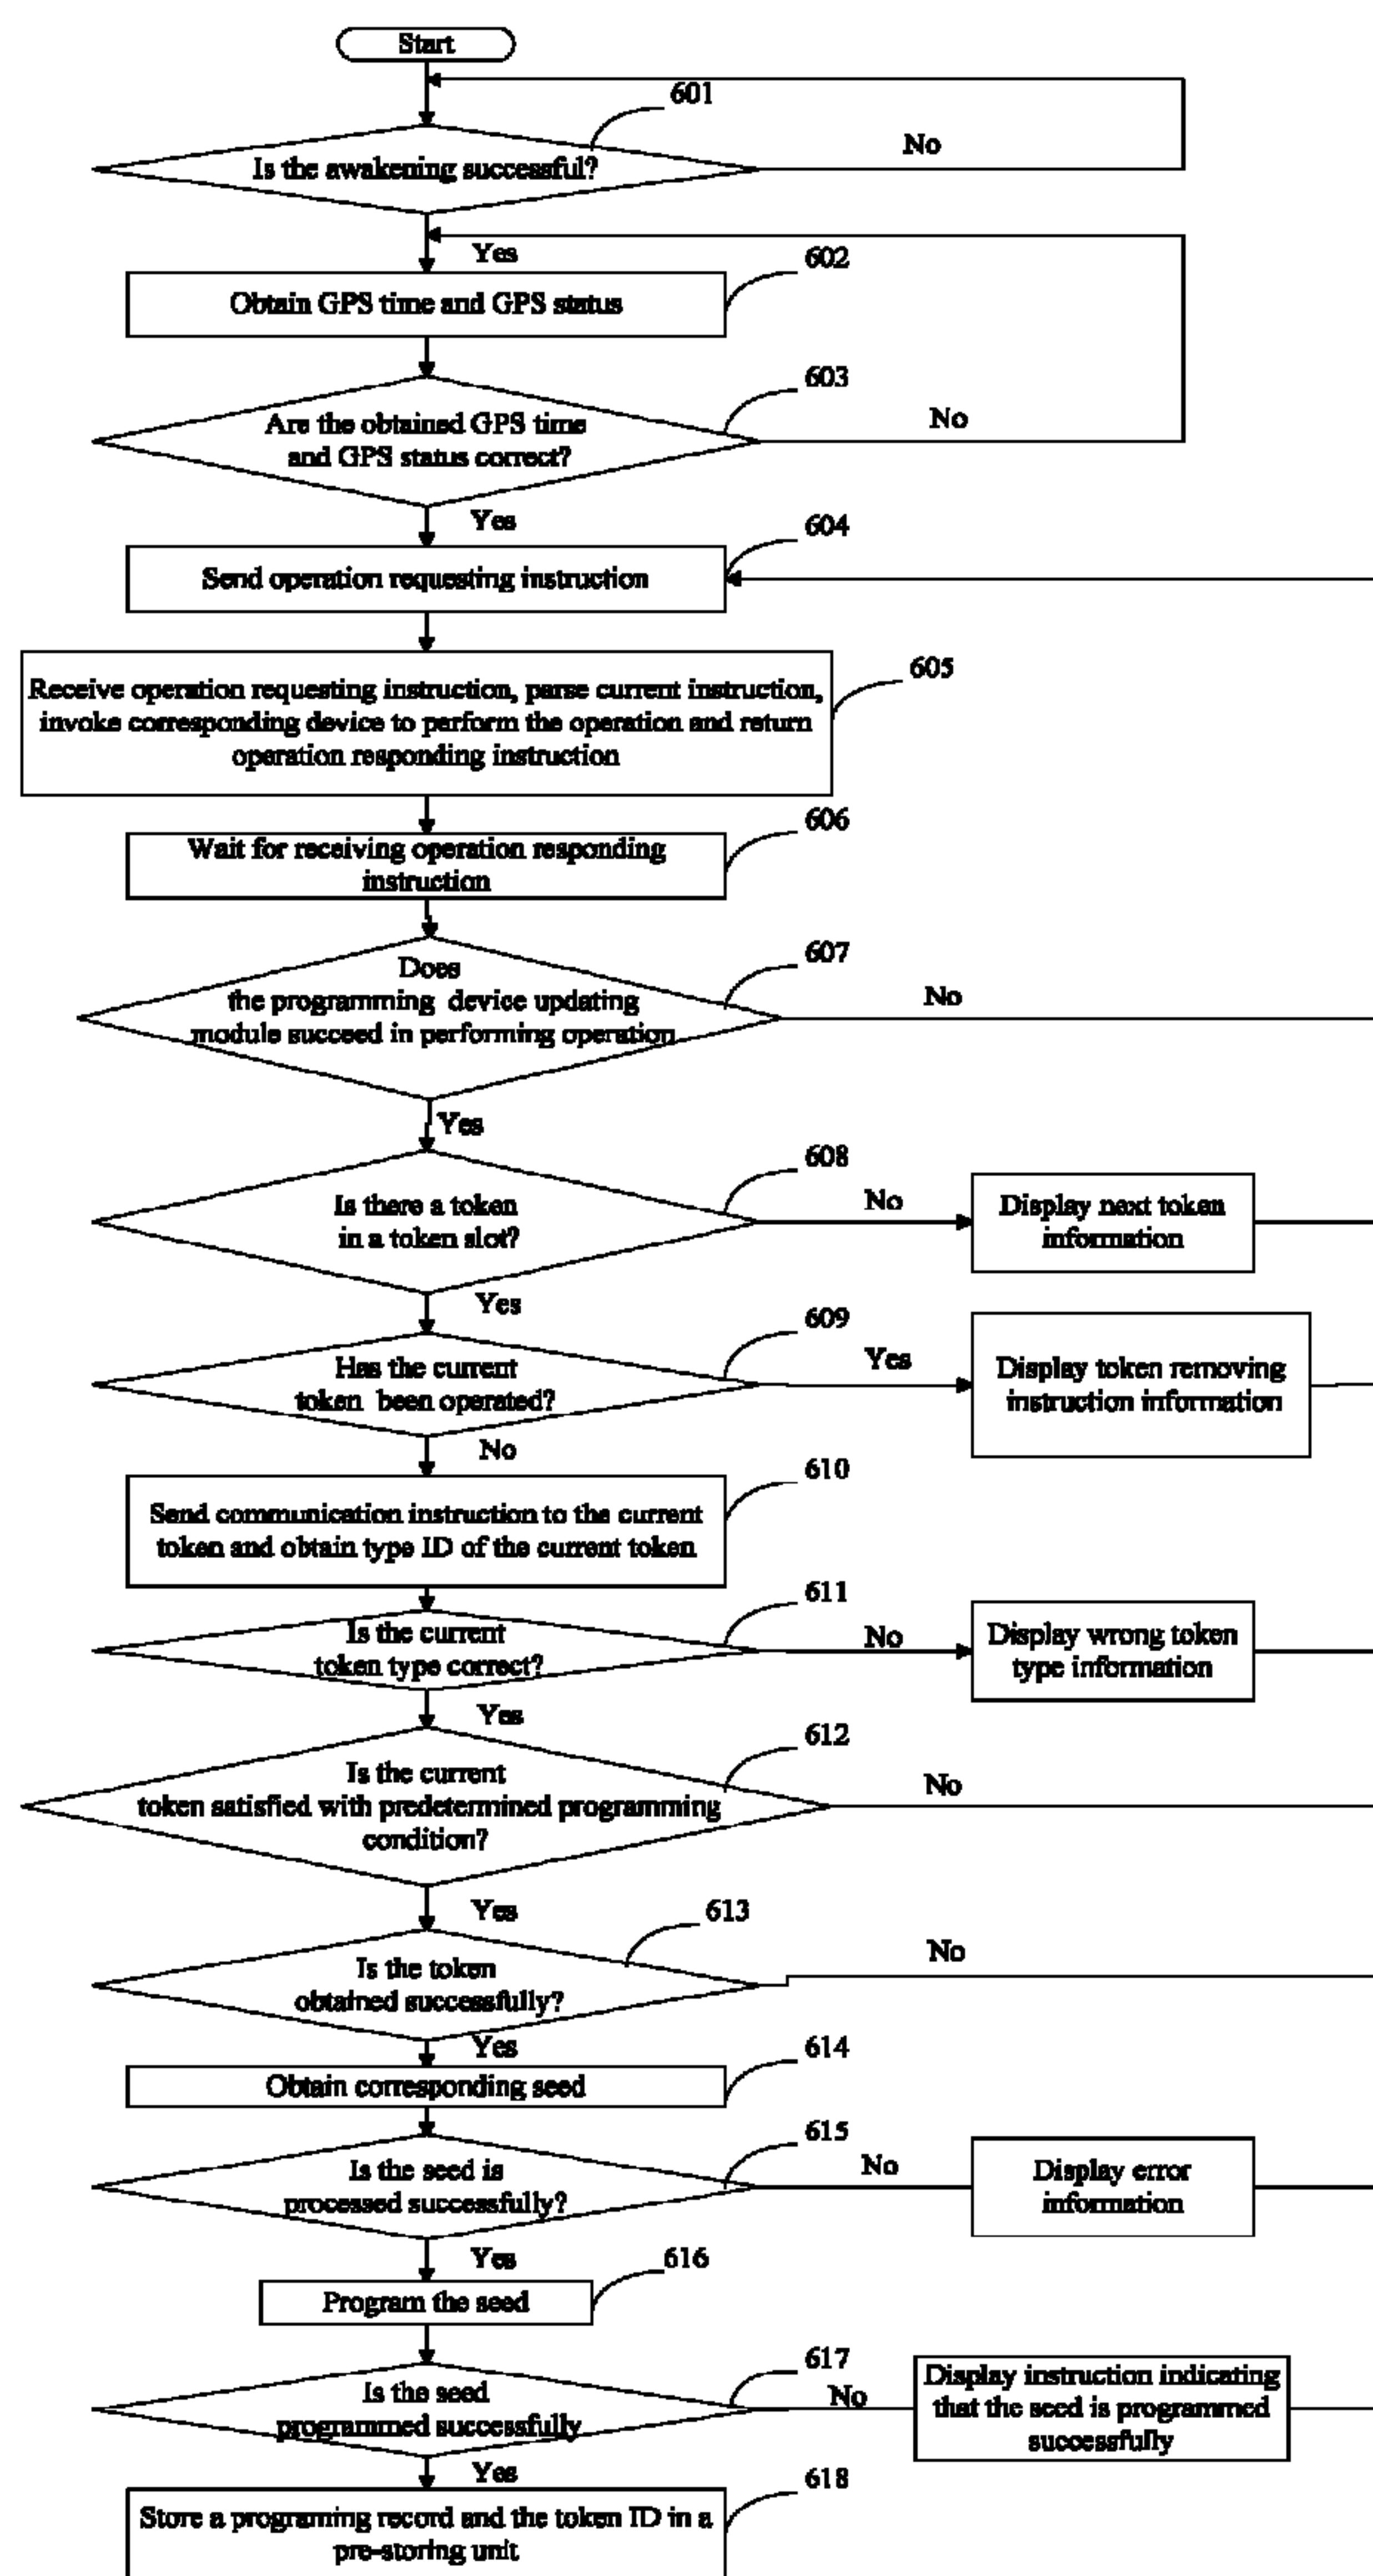 Start
601
Is the awakening successful?
No
Yes
602
Obtain GPS time and GPS status
603
Are the obtained GPS time
and GPS status correct?
No
Yes
604
Send operation requesting instruction
605
Receive operation requesting instruction, parse current instruction,
invoke corresponding device to perform the operation and return
operation responding instruction
606
Wait for receiving operation responding
instruction
607
Does
the programming device updating
module succeed in performing operation
No
Yes
608
Is there a token
in a token slot?
No
Display next token
information
Yes
609
Has the current
token been operated?
Yes
Display token removing
instruction information
No
610
Send communication instruction to the current
token and obtain type ID of the current token
611
Is the current
token type correct?
No
Display wrong token
type information
Yes
612
Is the current
token satisfied with predetermined programming
condition?
No
Yes
613
Is the token
obtained successfully?
No
Yes
614
Obtain corresponding seed
615
Is the seed is
processed successfully?
No
Display error
information
Yes
616
Program the seed
617
Is the seed
programmed successfully
No
Display instruction indicating
that the seed is programmed
successfully
Yes
618
Store a programing record and the token ID in a
pre-storing unit